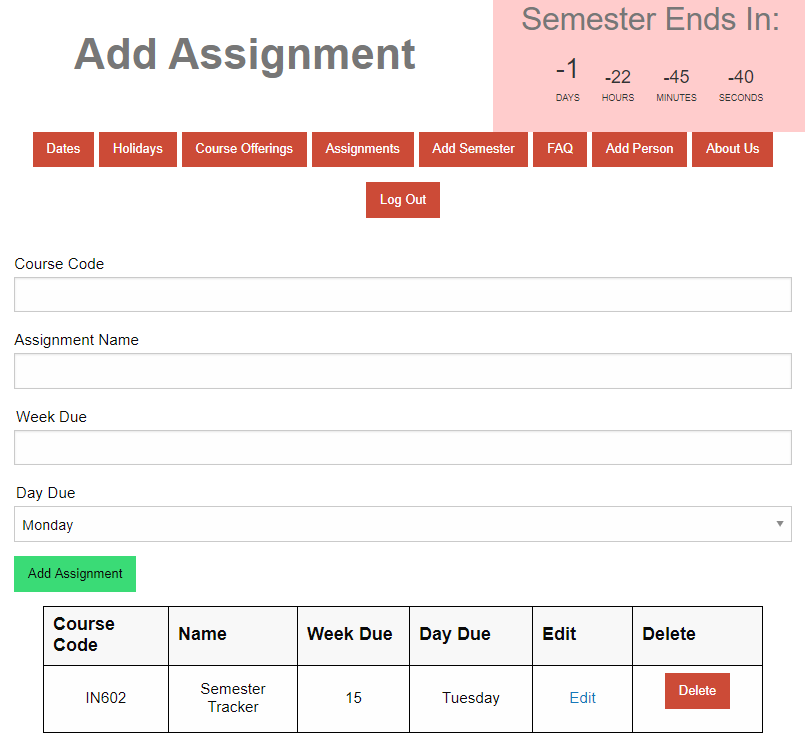 Add Assignment
Semester Ends In:
-1 -22 -45 -40
DAYS HOURS MINUTES SECONDS
Dates Holidays Course Offerings Assignments Add Semester FAQ Add Person About Us
Log Out
Course Code
Assignment Name
Week Due
Day Due
Monday
Add Assignment
Course Code Name Week Due Day Due Edit Delete
IN602 Semester Tracker 15 Tuesday Edit Delete